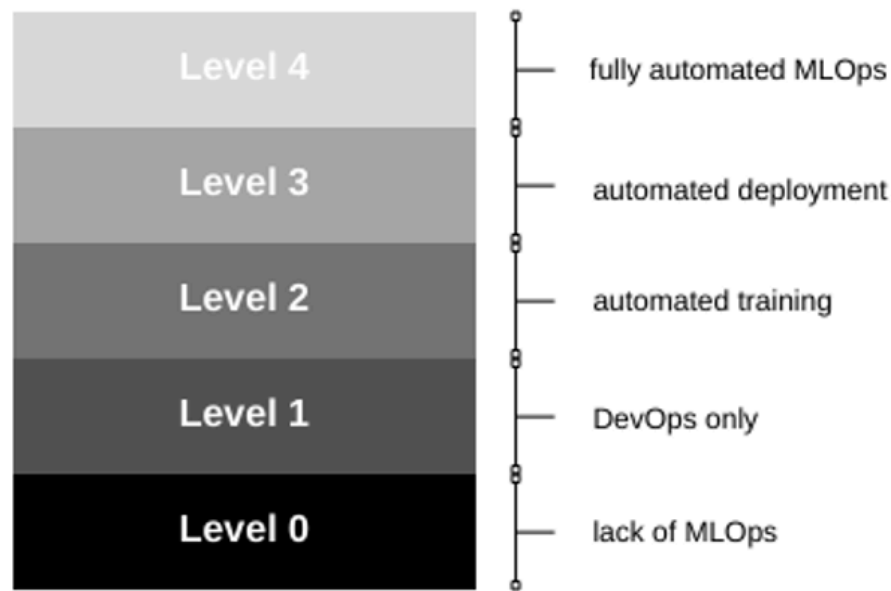 Level 4 fully automated MLOps
Level 3 automated deployment
Level 2 automated training
Level 1 DevOps only
Level 0 lack of MLOps